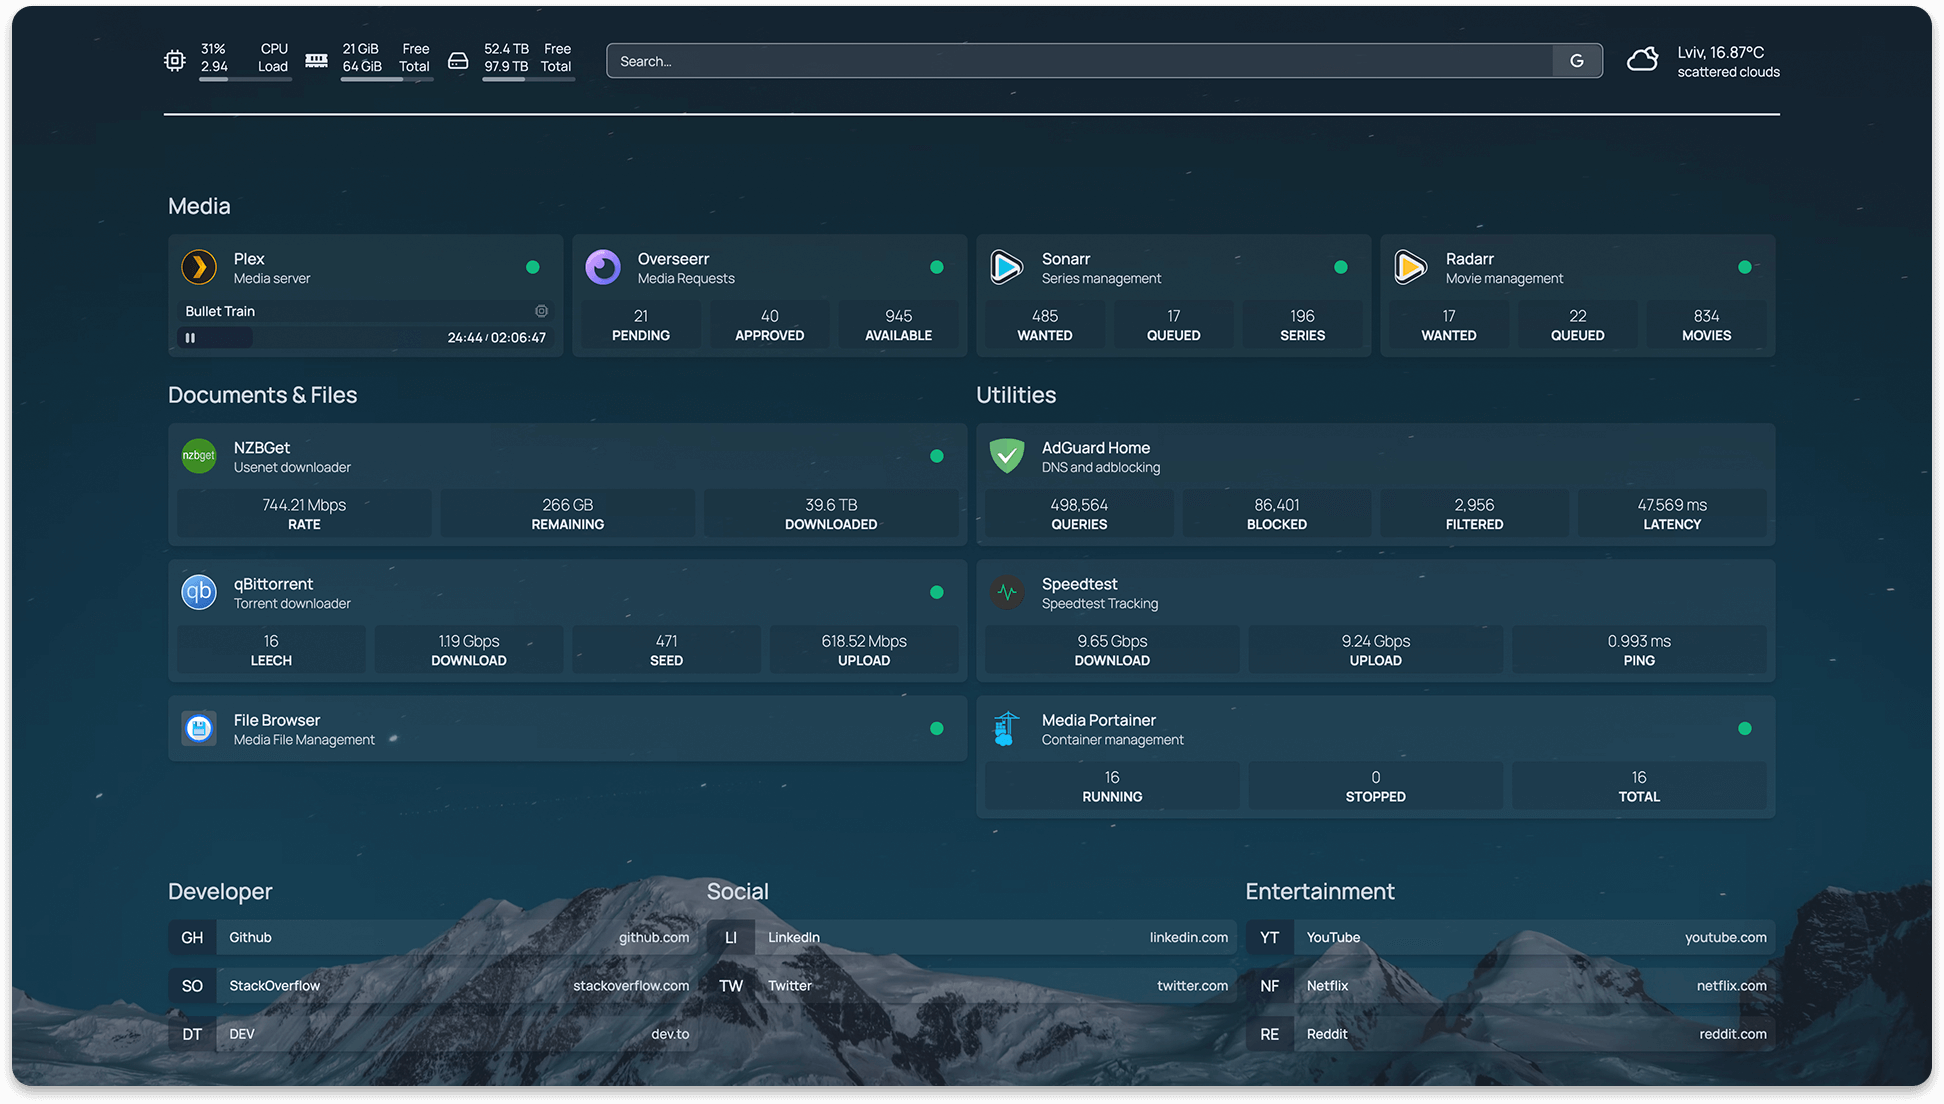 31% CPU
2.94 Load
21 GiB Free
64 GiB Total
52.4 TB Free
97.9 TB Total
Search...
G
Lviv, 16.87°C
scattered clouds
Media
Plex
Media server
Bullet Train
24:44 / 02:06:47
Overseerr
Media Requests
21 40 945
PENDING APPROVED AVAILABLE
Sonarr
Series management
485 17 196
WANTED QUEUED SERIES
Radarr
Movie management
17 22 834
WANTED QUEUED MOVIES
Documents & Files
nzbget
NZBGet
Usenet downloader
744.21 Mbps 266 GB 39.6 TB
RATE REMAINING DOWNLOADED
qb
qBittorrent
Torrent downloader
16 1.19 Gbps 471 618.52 Mbps
LEECH DOWNLOAD SEED UPLOAD
File Browser
Media File Management
Utilities
AdGuard Home
DNS and adblocking
498,564 86,401 2,956 47.569 ms
QUERIES BLOCKED FILTERED LATENCY
Speedtest
Speedtest Tracking
9.65 Gbps 9.24 Gbps 0.993 ms
DOWNLOAD UPLOAD PING
Media Portainer
Container management
16 0 16
RUNNING STOPPED TOTAL
Developer
GH Github github.com
SO StackOverflow stackoverflow.com
DT DEV dev.to
Social
LI LinkedIn linkedin.com
TW Twitter twitter.com
Entertainment
YT YouTube youtube.com
NF Netflix netflix.com
RE Reddit reddit.com